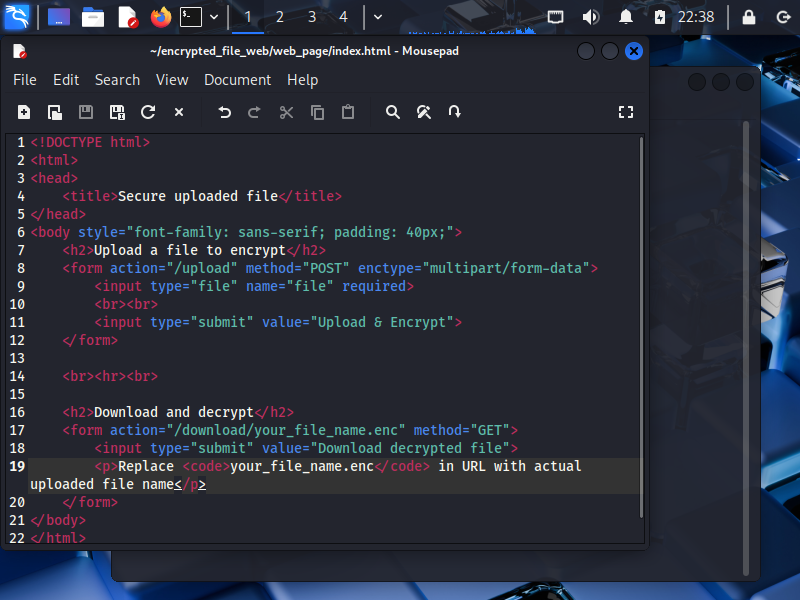 1 2 3 4 22:38
~/encrypted_file_web/web_page/index.html - Mousepad
File Edit Search View Document Help
1 <!DOCTYPE html>
2 <html>
3 <head>
4 <title>Secure uploaded file</title>
5 </head>
6 <body style="font-family: sans-serif; padding: 40px;">
7 <h2>Upload a file to encrypt</h2>
8 <form action="/upload" method="POST" enctype="multipart/form-data">
9 <input type="file" name="file" required>
10 <br><br>
11 <input type="submit" value="Upload & Encrypt">
12 </form>
13
14 <br><hr><br>
15
16 <h2>Download and decrypt</h2>
17 <form action="/download/your_file_name.enc" method="GET">
18 <input type="submit" value="Download decrypted file">
19 <p>Replace <code>your_file_name.enc</code> in URL with actual
uploaded file name</p>
20 </form>
21 </body>
22 </html>